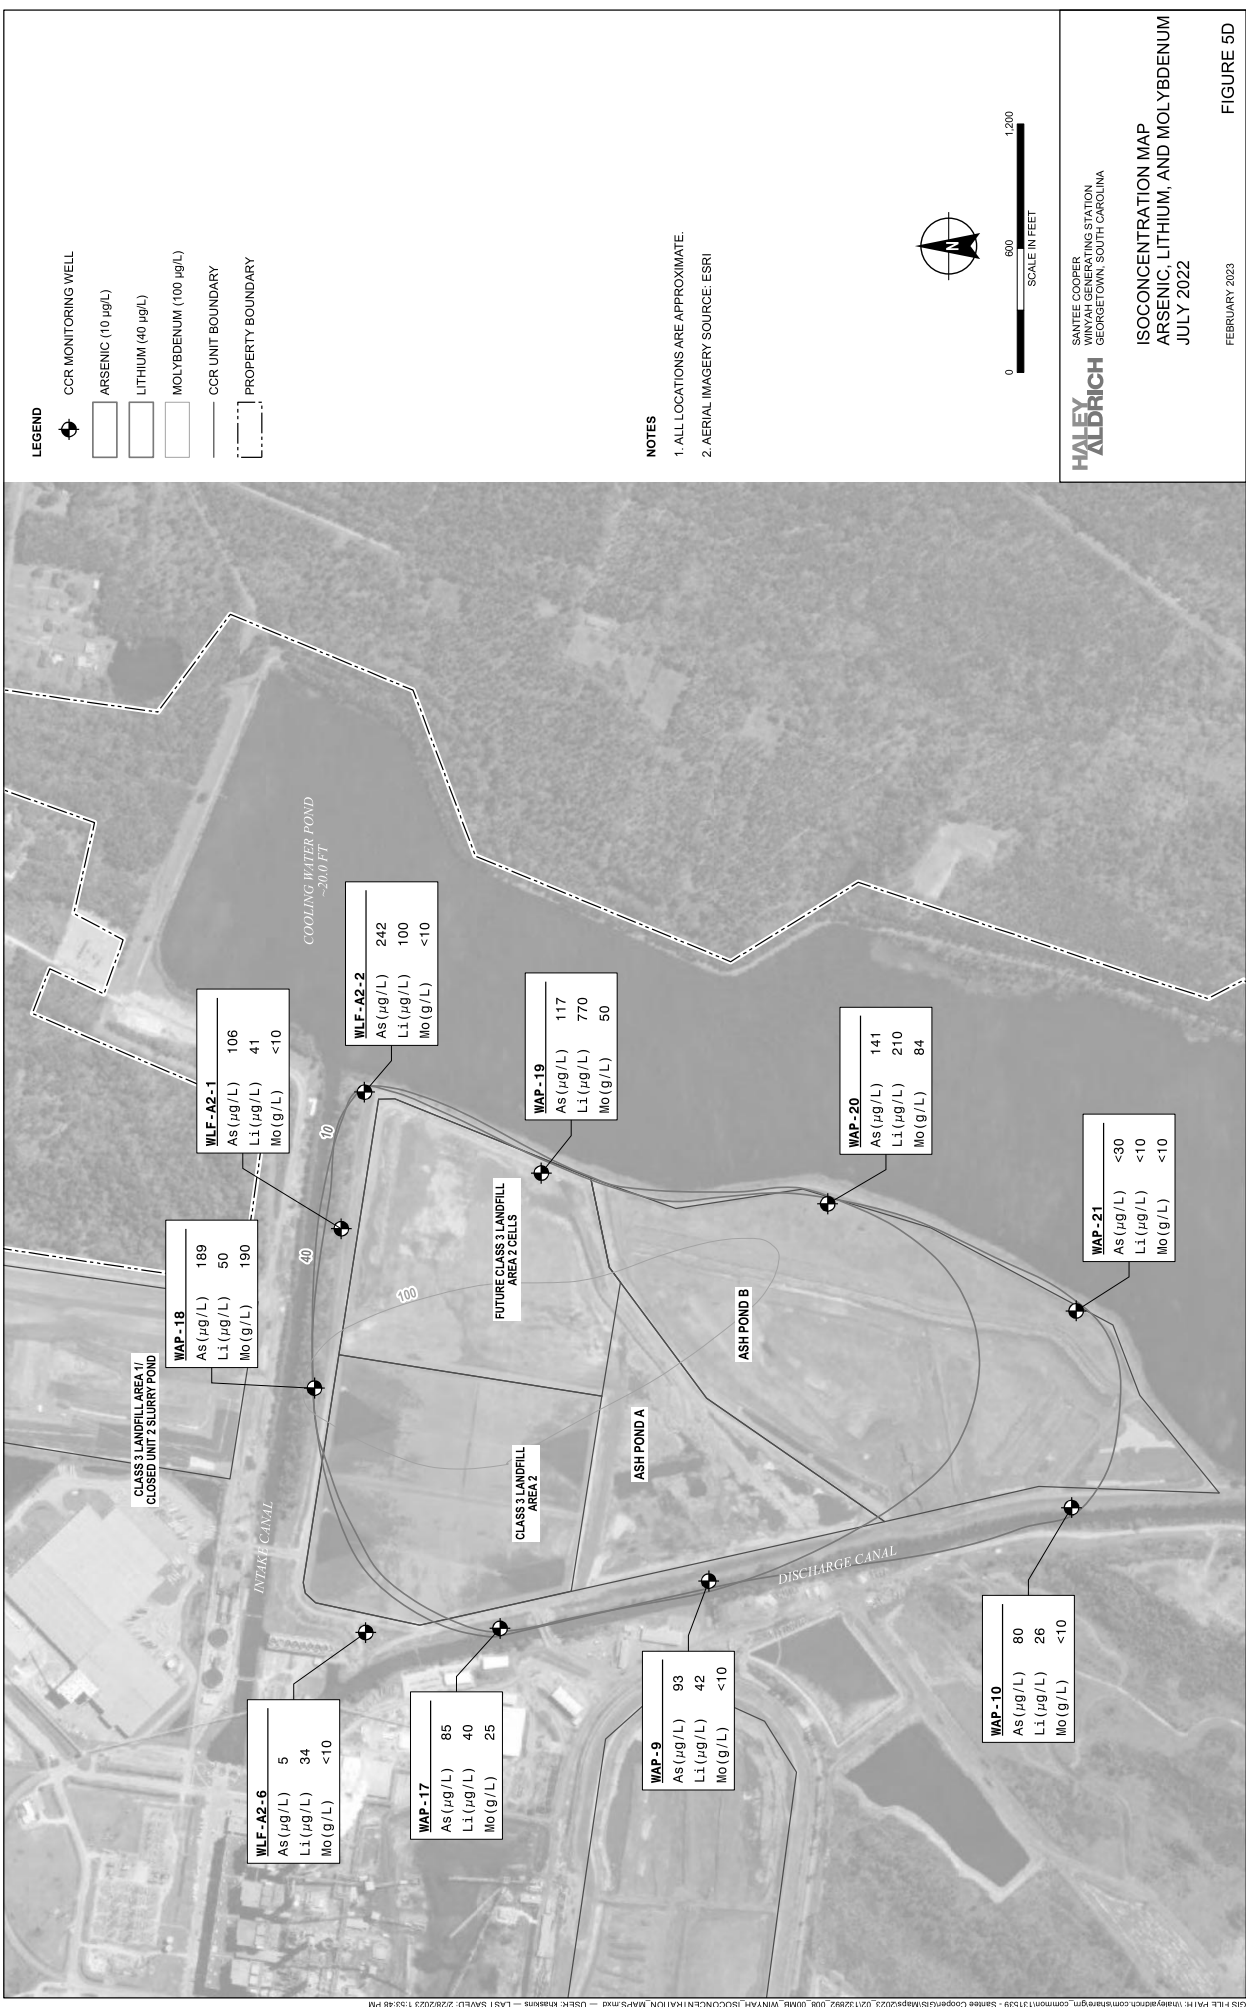 LEGEND
CCR MONITORING WELL
ARSENIC (10 µg/L)
LITHIUM (40 µg/L)
MOLYBDENUM (100 µg/L)
CCR UNIT BOUNDARY
PROPERTY BOUNDARY
NOTES
1. ALL LOCATIONS ARE APPROXIMATE.
2. AERIAL IMAGERY SOURCE: ESRI
N
0 600 1,200
SCALE IN FEET
HALEY
ALDRICH
SANTEE COOPER
WINYAH GENERATING STATION
GEORGETOWN, SOUTH CAROLINA
ISOCONCENTRATION MAP
ARSENIC, LITHIUM, AND MOLYBDENUM
JULY 2022
FEBRUARY 2023
FIGURE 5D
CLASS 3 LANDFILL AREA 1/
CLOSED UNIT 2 SLURRY POND
WAP-18
As(µg/L) 189
Li(µg/L) 50
Mo(g/L) 190
WLF-A2-1
As(µg/L) 106
Li(µg/L) 41
Mo(g/L) <10
COOLING WATER POND
~20.0 FT
WLF-A2-2
As(µg/L) 242
Li(µg/L) 100
Mo(g/L) <10
INTAKE CANAL
40
10
100
WLF-A2-6
As(µg/L) 5
Li(µg/L) 34
Mo(g/L) <10
WAP-17
As(µg/L) 85
Li(µg/L) 40
Mo(g/L) 25
CLASS 3 LANDFILL
AREA 2
FUTURE CLASS 3 LANDFILL
AREA 2 CELLS
WAP-19
As(µg/L) 117
Li(µg/L) 770
Mo(g/L) 50
ASH POND A
ASH POND B
WAP-9
As(µg/L) 93
Li(µg/L) 42
Mo(g/L) <10
DISCHARGE CANAL
WAP-20
As(µg/L) 141
Li(µg/L) 210
Mo(g/L) 84
WAP-10
As(µg/L) 80
Li(µg/L) 26
Mo(g/L) <10
WAP-21
As(µg/L) <30
Li(µg/L) <10
Mo(g/L) <10